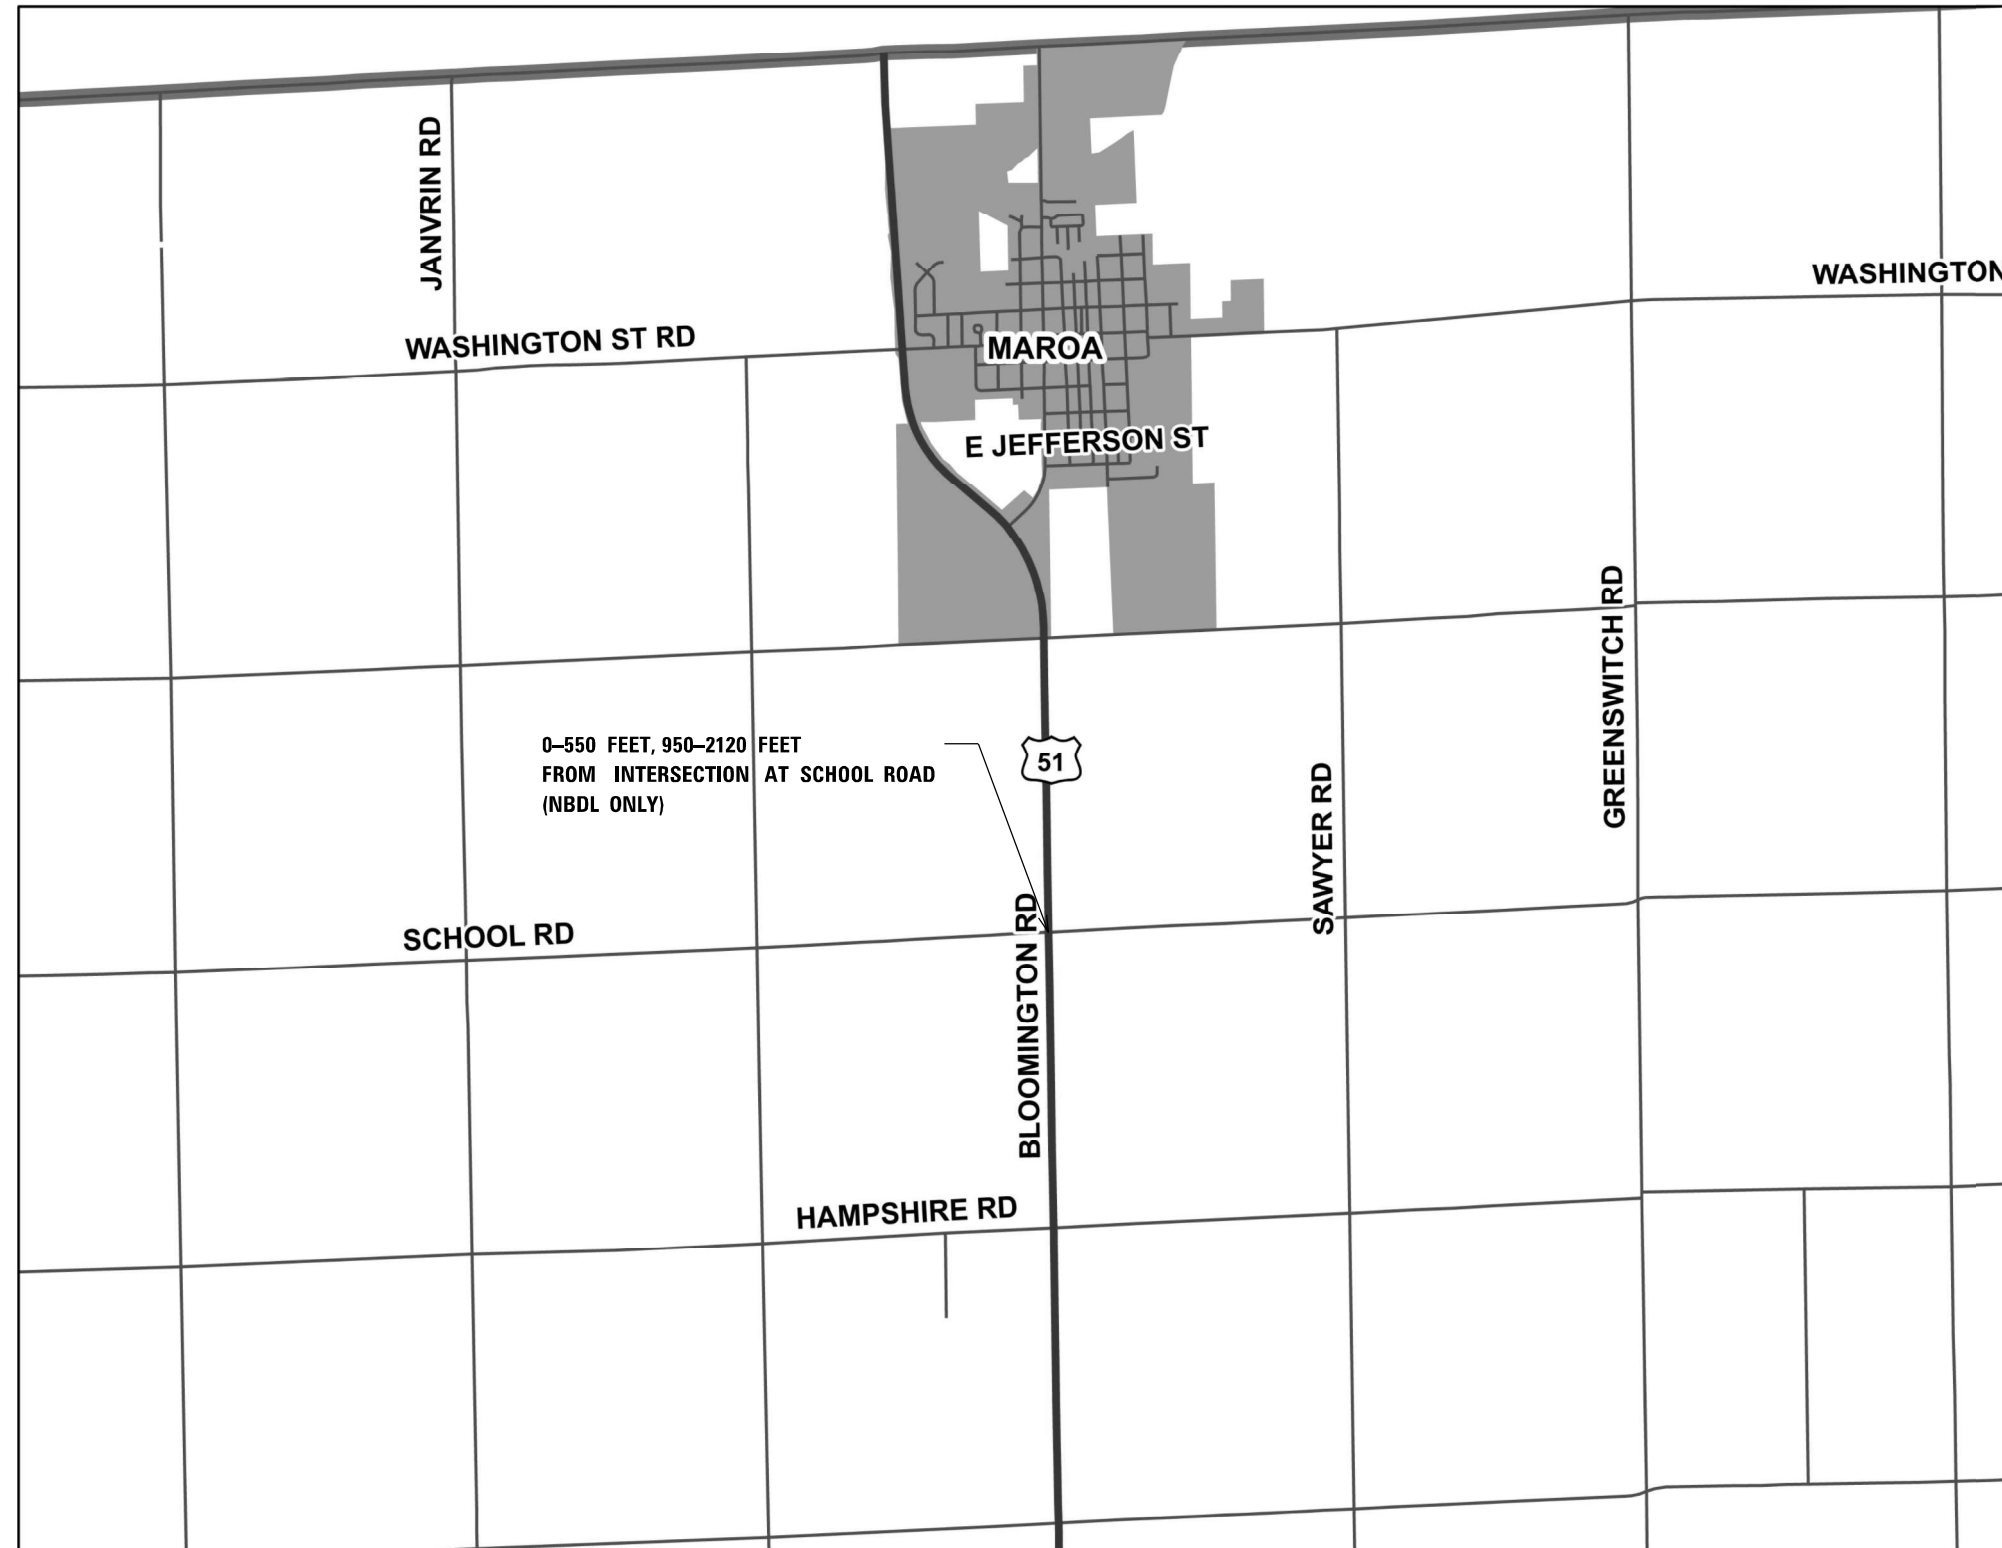 JANVRIN RD
WASHINGTON
WASHINGTON ST RD
MAROA
E JEFFERSON ST
GREENSWITCH RD
0–550 FEET, 950–2120 FEET
FROM INTERSECTION AT SCHOOL ROAD
(NBDL ONLY)
51
SAWYER RD
SCHOOL RD
BLOOMINGTON RD
HAMPSHIRE RD